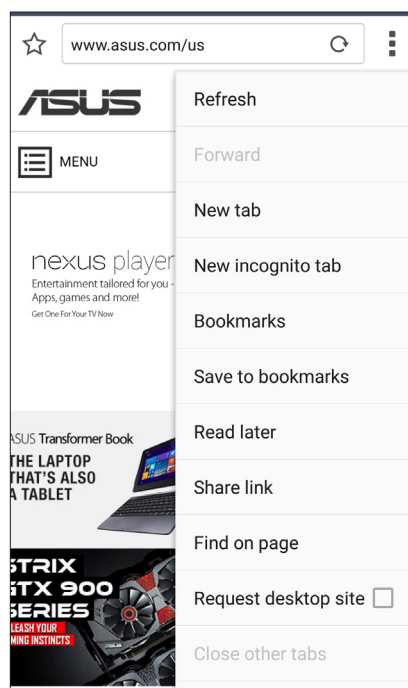 www.asus.com/us
ASUS
MENU
nexus player
Entertainment tailored for you -
Apps, games and more!
Get One For Your TV Now
ASUS Transformer Book
THE LAPTOP
THAT'S ALSO
A TABLET
STRIX
GTX 900
SERIES
LEASH YOUR
MING INSTINCTS
Refresh
Forward
New tab
New incognito tab
Bookmarks
Save to bookmarks
Read later
Share link
Find on page
Request desktop site
Close other tabs